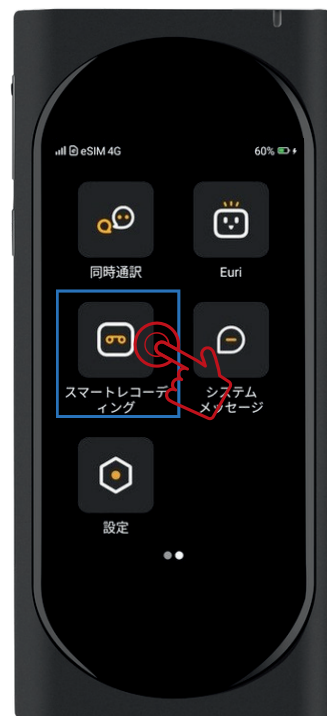 eSIM 4G 60%
同時通訳 Euri
スマートレコーデ システム
ィング メッセージ
設定